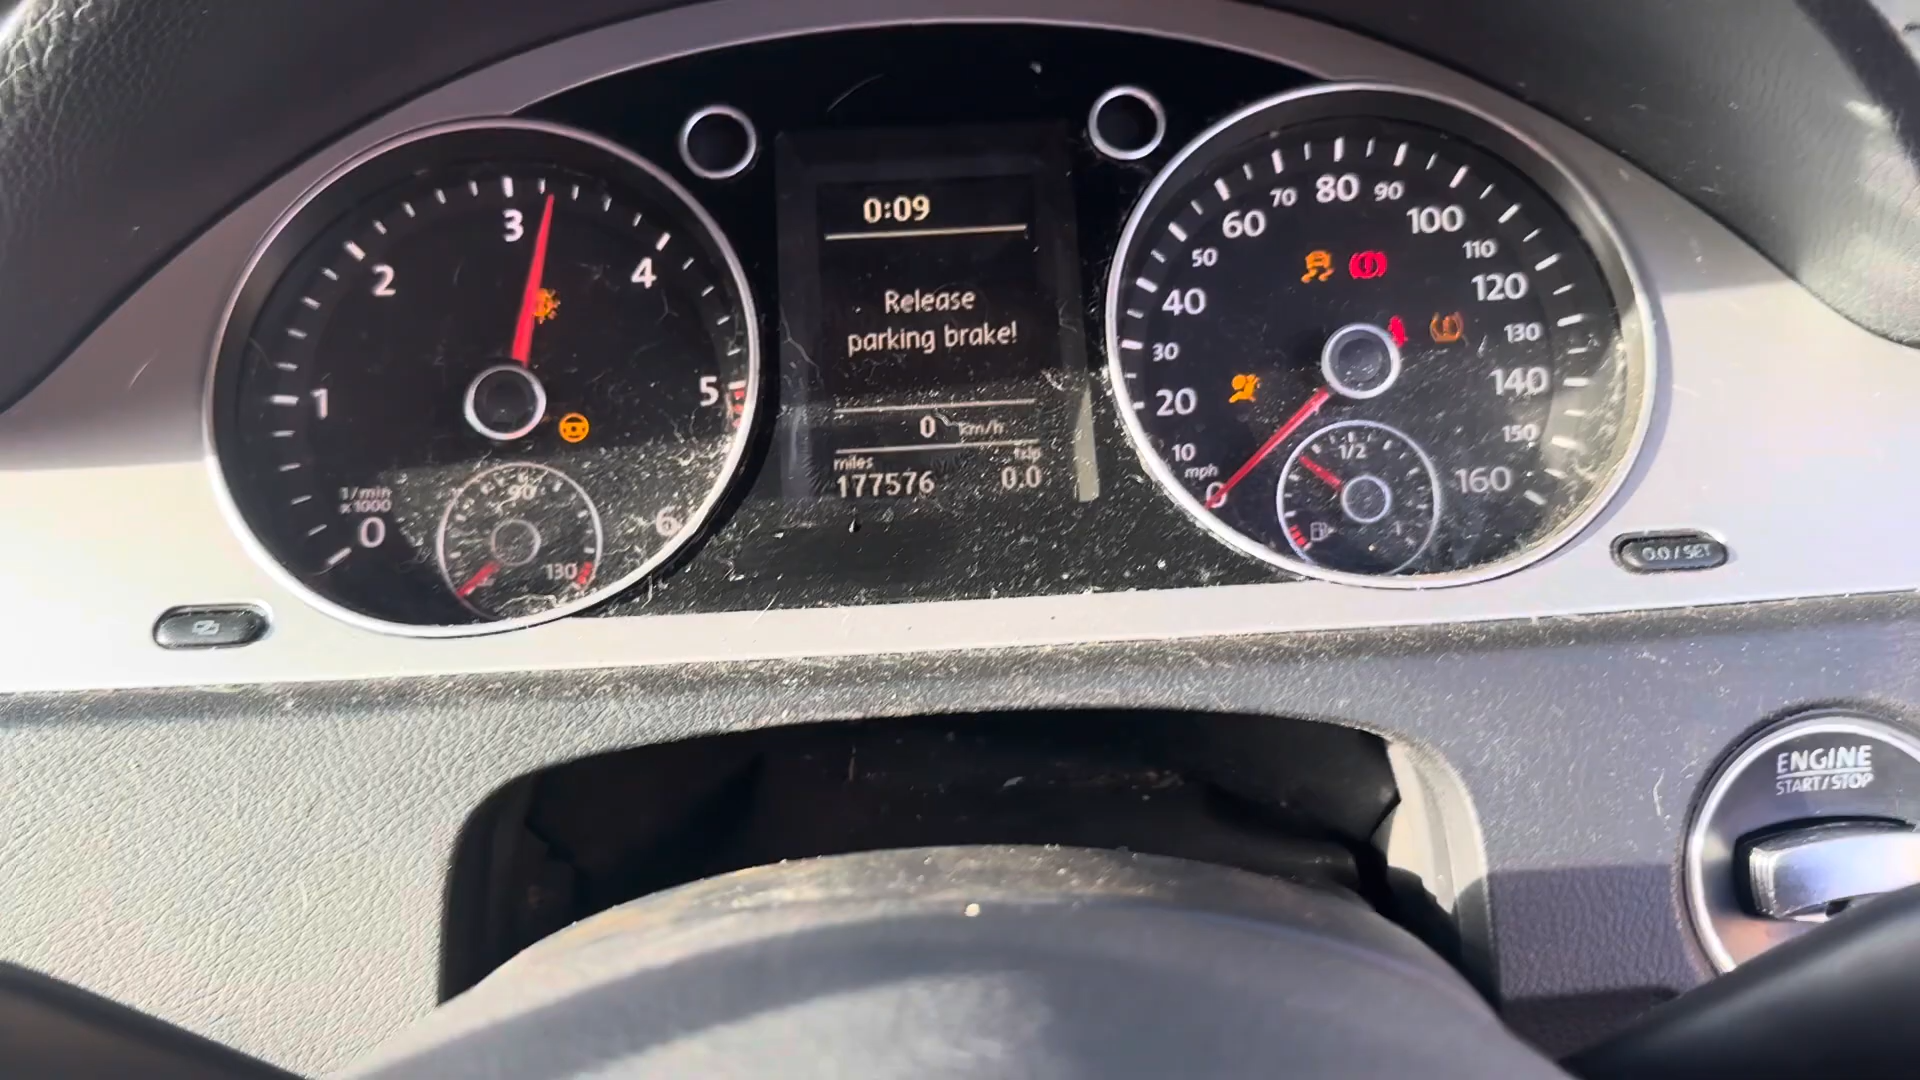 0:09
Release
parking brake!
0 km/h
miles
trip
177576
0.0
0
1
2
3
4
5
6
1/min
x1000
90
130
0
10
20
30
40
50
60
70
80
90
100
110
120
130
140
150
160
mph
1/2
1
0.0 / SET
ENGINE
START/STOP